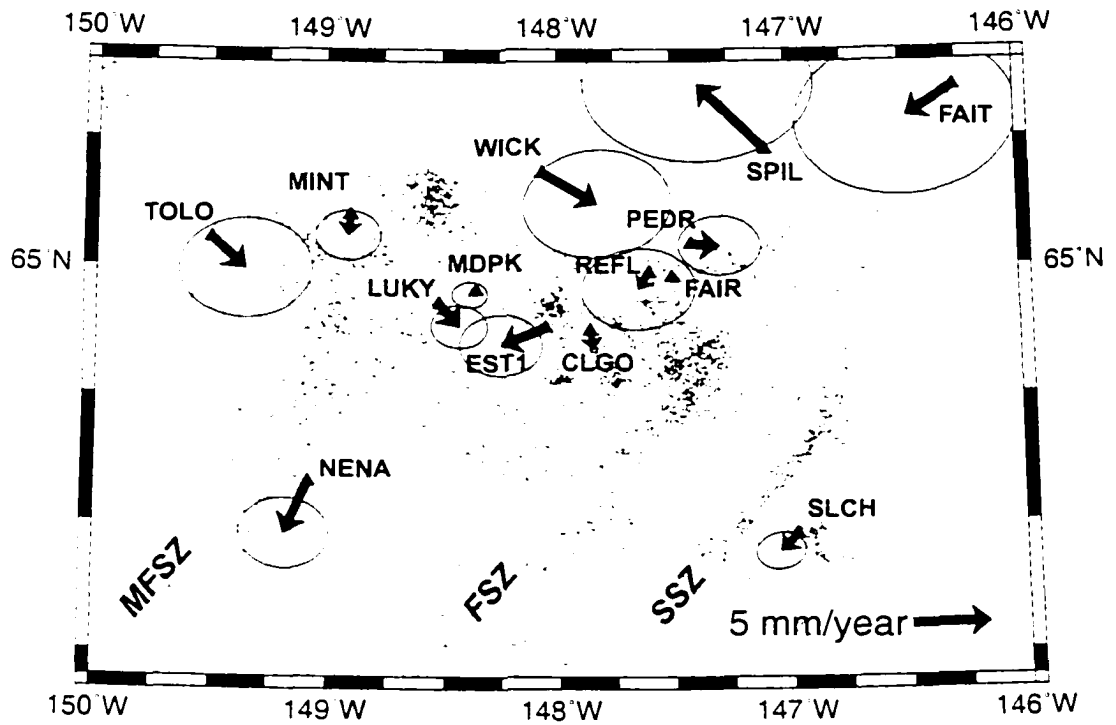 150˚W 149˚W 148˚W 147˚W 146˚W
FAIT
WICK
SPIL
MINT
TOLO
PEDR
65˚N
65˚N
MDPK
REFL
LUKY
FAIR
EST1
CLGO
NENA
SLCH
MFSZ
FSZ
SSZ
5 mm/year
150˚W 149˚W 148˚W 147˚W 146˚W